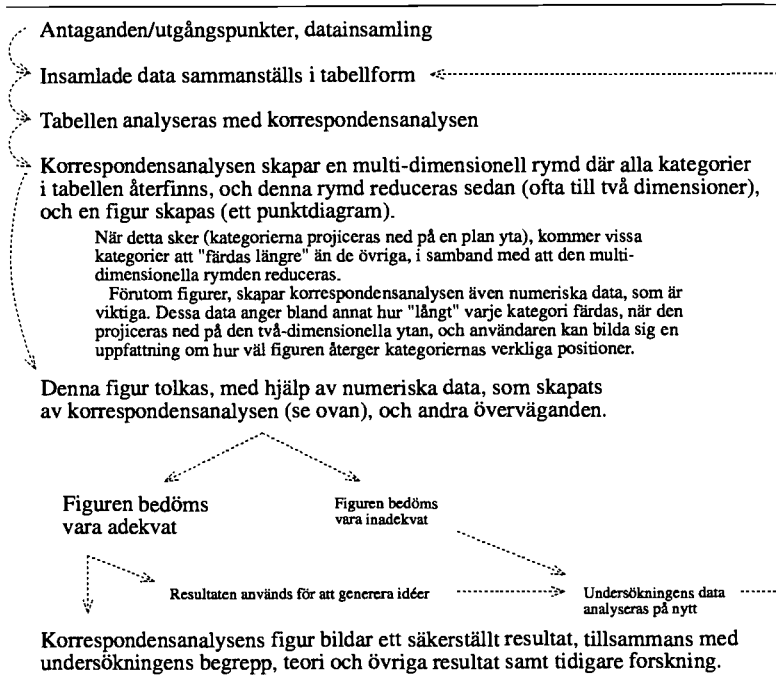 Antaganden/utgångspunkter, datainsamling
Insamlade data sammanställs i tabellform
Tabellen analyseras med korrespondensanalysen
Korrespondensanalysen skapar en multi-dimensionell rymd där alla kategorier
i tabellen återfinns, och denna rymd reduceras sedan (ofta till två dimensioner),
och en figur skapas (ett punktdiagram).
När detta sker (kategorierna projiceras ned på en plan yta), kommer vissa
kategorier att "färdas längre" än de övriga, i samband med att den multi-
dimensionella rymden reduceras.
Förutom figurer, skapar korrespondensanalysen även numeriska data, som är
viktiga. Dessa data anger bland annat hur "långt" varje kategori färdas, när den
projiceras ned på den två-dimensionella ytan, och användaren kan bilda sig en
uppfattning om hur väl figuren återger kategoriernas verkliga positioner.
Denna figur tolkas, med hjälp av numeriska data, som skapats
av korrespondensanalysen (se ovan), och andra överväganden.
Figuren bedöms
vara adekvat
Figuren bedöms
vara inadekvat
Resultaten används för att generera idéer
Undersökningens data
analyseras på nytt
Korrespondensanalysens figur bildar ett säkerställt resultat, tillsammans med
undersökningens begrepp, teori och övriga resultat samt tidigare forskning.